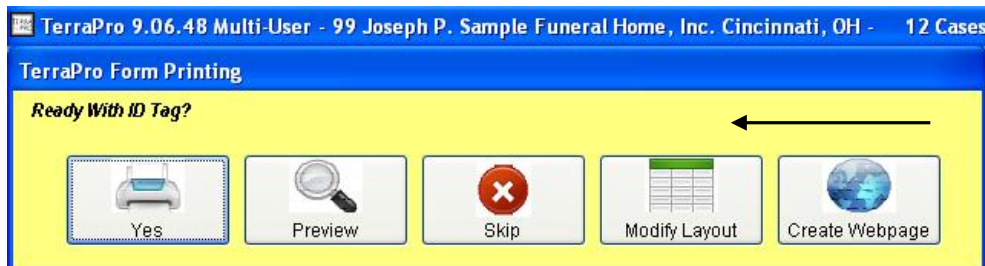 TerraPro 9.06.48 Multi-User - 99 Joseph P. Sample Funeral Home, Inc. Cincinnati, OH - 12 Cases
TerraPro Form Printing
Ready With ID Tag?
Yes Preview Skip Modify Layout Create Webpage